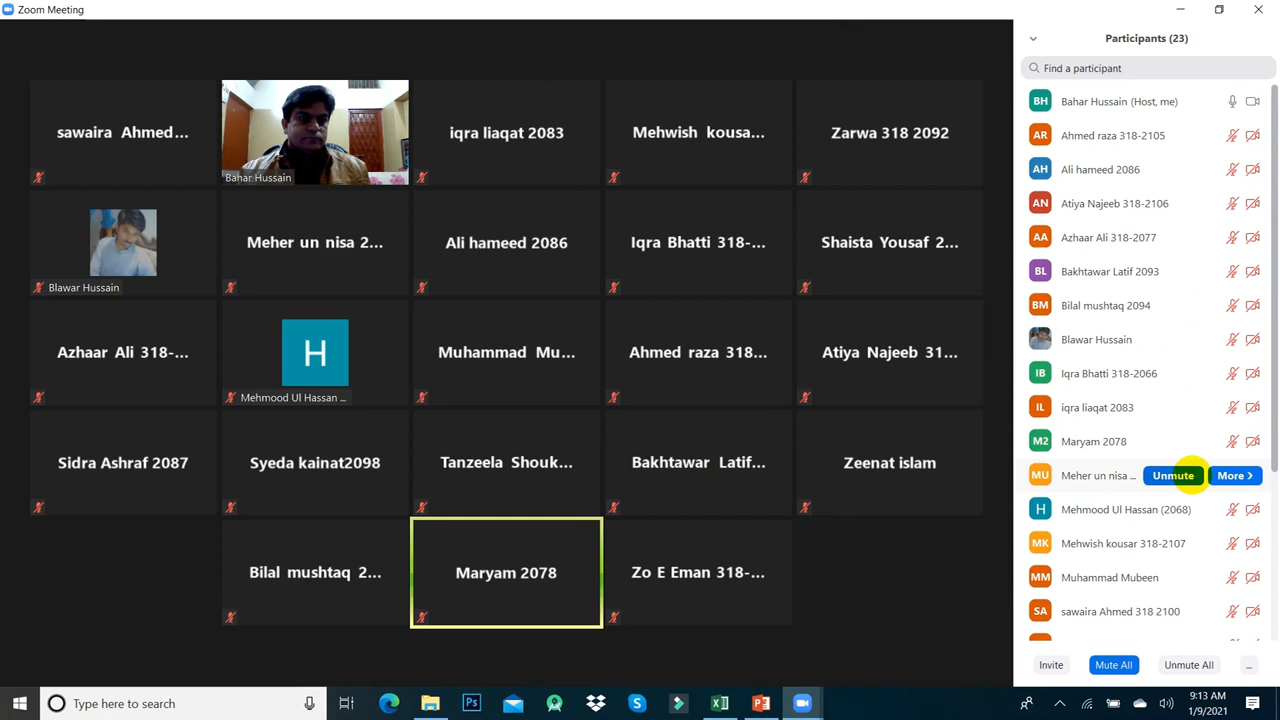 Zoom Meeting
sawaira Ahmed...
Bahar Hussain
iqra liaqat 2083
Mehwish kousa...
Zarwa 318 2092
Blawar Hussain
Meher un nisa 2...
Ali hameed 2086
Iqra Bhatti 318-...
Shaista Yousaf 2...
Azhaar Ali 318-...
H
Mehmood Ul Hassan ...
Muhammad Mu...
Ahmed raza 318...
Atiya Najeeb 31...
Sidra Ashraf 2087
Syeda kainat2098
Tanzeela Shouk...
Bakhtawar Latif...
Zeenat islam
Bilal mushtaq 2...
Maryam 2078
Zo E Eman 318-...
Participants (23)
Find a participant
BH Bahar Hussain (Host, me)
AR Ahmed raza 318-2105
AH Ali hameed 2086
AN Atiya Najeeb 318-2106
AA Azhaar Ali 318-2077
BL Bakhtawar Latif 2093
BM Bilal mushtaq 2094
Blawar Hussain
IB Iqra Bhatti 318-2066
IL iqra liaqat 2083
M2 Maryam 2078
MU Meher un nisa ... Unmute More >
H Mehmood Ul Hassan (2068)
MK Mehwish kousar 318-2107
MM Muhammad Mubeen
SA sawaira Ahmed 318 2100
Invite Mute All Unmute All ...
Type here to search
Ps
9:13 AM
1/9/2021